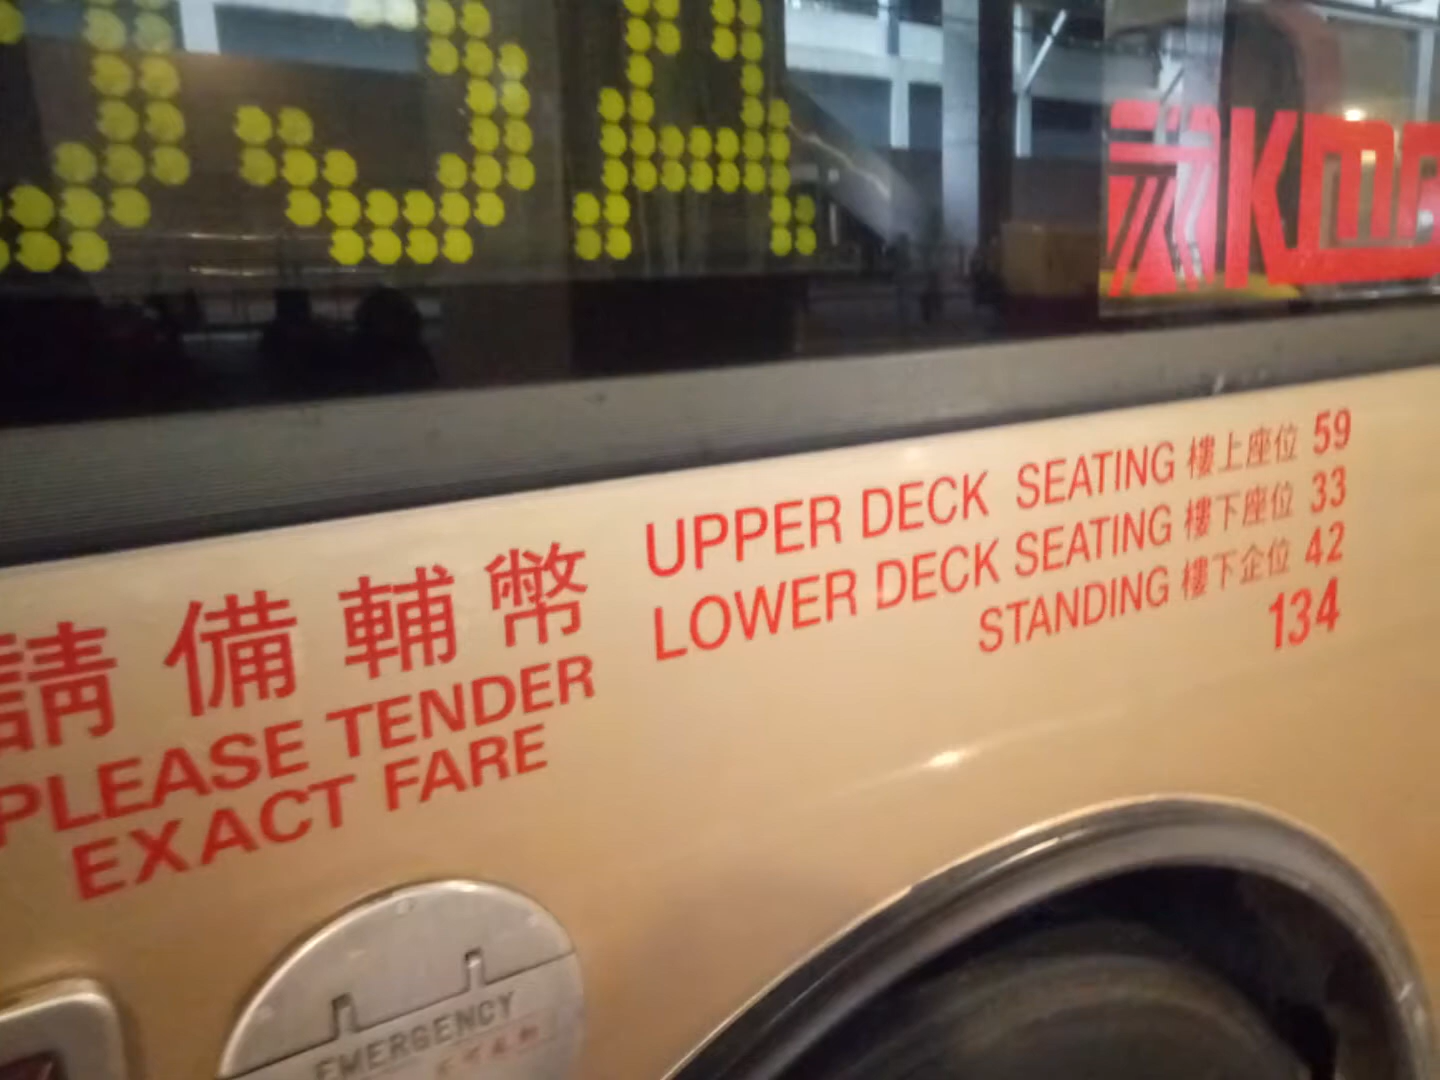 5A
KMB
請備輔幣
PLEASE TENDER
EXACT FARE
UPPER DECK SEATING 樓上座位 59
LOWER DECK SEATING 樓下座位 33
STANDING 樓下企位 42
134
EMERGENCY